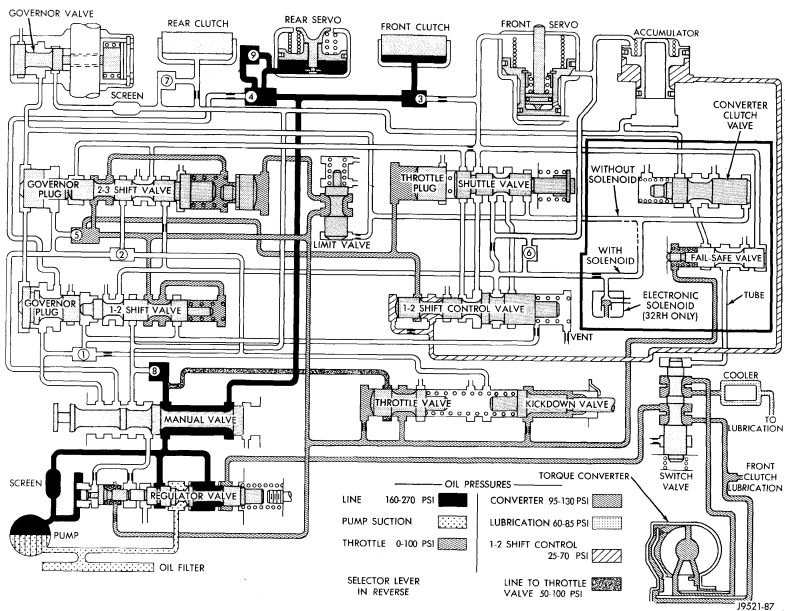 GOVERNOR VALVE
REAR CLUTCH
REAR SERVO
FRONT CLUTCH
FRONT SERVO
ACCUMULATOR
9
7
4
3
SCREEN
CONVERTER
CLUTCH
VALVE
GOVERNOR
PLUG
2-3 SHIFT VALVE
THROTTLE
PLUG
SHUTTLE VALVE
WITHOUT
SOLENOID
5
LIMIT VALVE
2
6
WITH
SOLENOID
FAIL-SAFE VALVE
GOVERNOR
PLUG
1-2 SHIFT VALVE
1-2 SHIFT CONTROL
VALVE
ELECTRONIC
SOLENOID
(32RH ONLY)
TUBE
VENT
1
8
COOLER
MANUAL VALVE
THROTTLE VALVE
KICKDOWN VALVE
TO
LUBRICATION
SCREEN
REGULATOR VALVE
SWITCH
VALVE
FRONT
CLUTCH
LUBRICATION
PUMP
OIL FILTER
OIL PRESSURES
LINE 160-270 PSI
PUMP SUCTION
THROTTLE 0-100 PSI
CONVERTER 95-130 PSI
LUBRICATION 60-85 PSI
1-2 SHIFT CONTROL
25-70 PSI
LINE TO THROTTLE
VALVE 50-100 PSI
SELECTOR LEVER
IN REVERSE
TORQUE CONVERTER
J9521-87